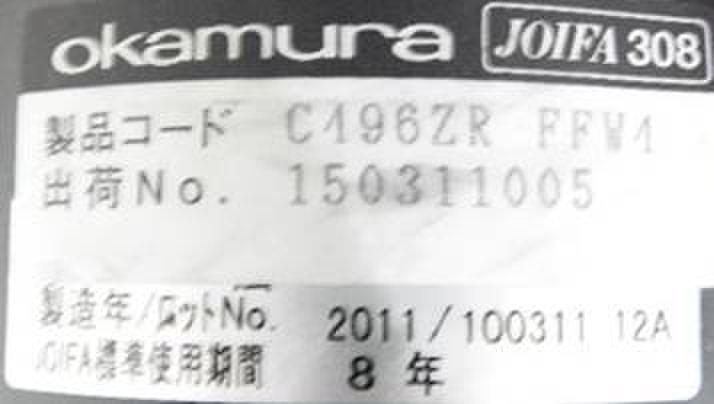 okamura JOIFA 308
製品コード C496ZR FFW1
出荷No. 150311005
製造年/ロットNo. 2011/100311 12A
JOIFA標準使用期間 8年